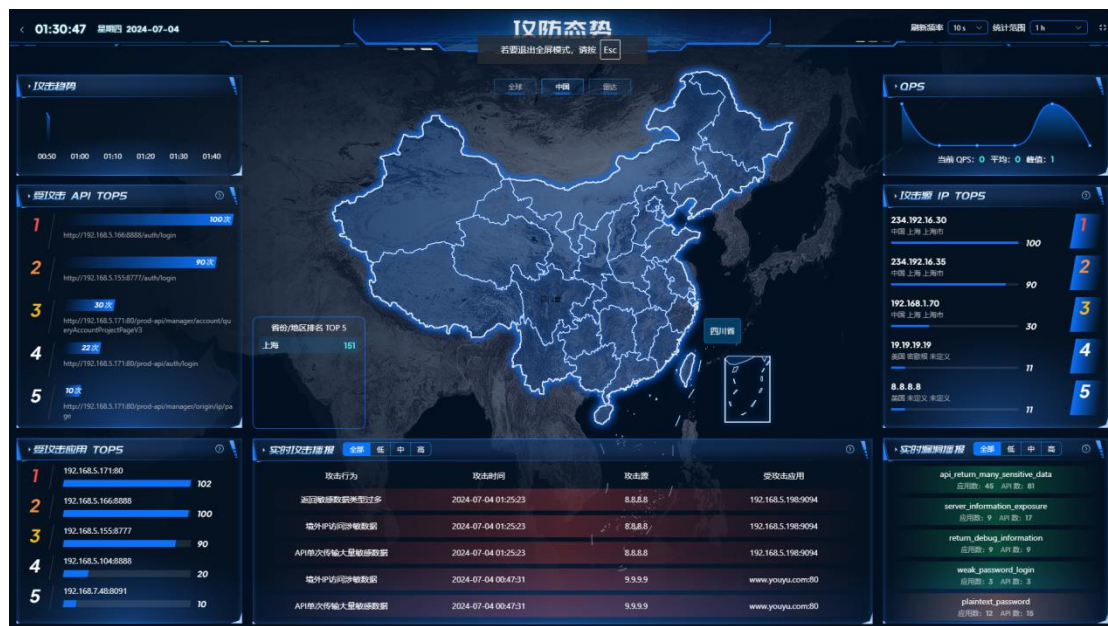 01:30:47 星期四 2024-07-04
攻防态势
刷新频率 10 s 统计范围 1 h
若要退出全屏模式，请按 Esc
全球 中国 雷达
攻击趋势
00:50 01:00 01:10 01:20 01:30 01:40
受攻击 API TOP5
1
100 次
http://192.168.5.166:8888/auth/login
2
90 次
http://192.168.5.155:8777/auth/login
3
30 次
http://192.168.5.171:80/prod-api/manager/account/qu
eryAccountProjectPageV3
4
22 次
http://192.168.5.171:80/prod-api/auth/login
5
10 次
http://192.168.5.171:80/prod-api/manager/origin/ip/pa
ge
省份/地区排名 TOP 5
上海 151
四川省
QPS
当前 QPS: 0 平均: 0 峰值: 1
攻击源 IP TOP5
234.192.16.30
中国 上海 上海市
100
1
234.192.16.35
中国 上海 上海市
90
2
192.168.1.70
中国 上海 上海市
30
3
19.19.19.19
美国 密歇根 未定义
11
4
8.8.8.8
美国 未定义 未定义
11
5
受攻击应用 TOP5
1
192.168.5.171:80
102
2
192.168.5.166:8888
100
3
192.168.5.155:8777
90
4
192.168.5.104:8888
20
5
192.168.7.48:8091
10
实时攻击播报 全部 低 中 高
攻击行为 攻击时间 攻击源 受攻击应用
返回敏感数据类型过多 2024-07-04 01:25:23 8.8.8.8 192.168.5.198:9094
境外IP访问涉敏数据 2024-07-04 01:25:23 8.8.8.8 192.168.5.198:9094
API单次传输大量敏感数据 2024-07-04 01:25:23 8.8.8.8 192.168.5.198:9094
境外IP访问涉敏数据 2024-07-04 00:47:31 9.9.9.9 www.youyu.com:80
API单次传输大量敏感数据 2024-07-04 00:47:31 9.9.9.9 www.youyu.com:80
实时漏洞播报 全部 低 中 高
api_return_many_sensitive_data
应用数: 45 API 数: 81
server_information_exposure
应用数: 9 API 数: 17
return_debug_information
应用数: 9 API 数: 9
weak_password_login
应用数: 3 API 数: 3
plaintext_password
应用数: 12 API 数: 15